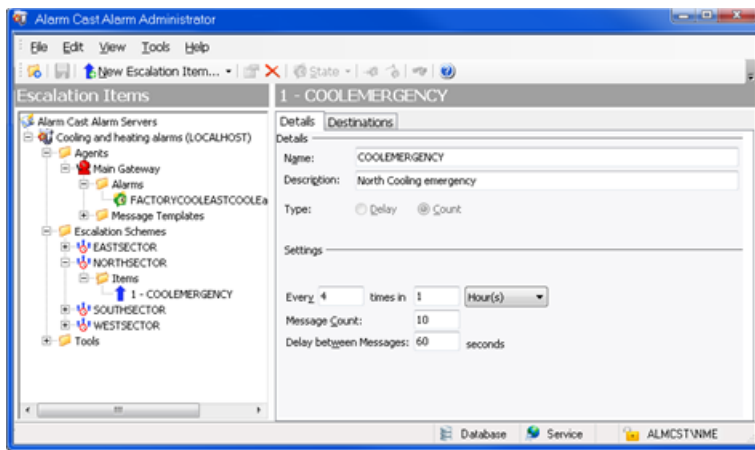 Alarm Cast Alarm Administrator
File Edit View Tools Help
New Escalation Item... State
Escalation Items
1 - COOLEMERGENCY
Alarm Cast Alarm Servers
Cooling and heating alarms (LOCALHOST)
Agents
Main Gateway
Alarms
FACTORYCOOLEASTCOOLEa
Message Templates
Escalation Schemes
EASTSECTOR
NORTHSECTOR
Items
1 - COOLEMERGENCY
SOUTHSECTOR
WESTSECTOR
Tools
Details Destinations
Details
Name: COOLEMERGENCY
Description: North Cooling emergency
Type: Delay Count
Settings
Every 4 times in 1 Hour(s)
Message Count: 10
Delay between Messages: 60 seconds
Database Service ALMCST\NME